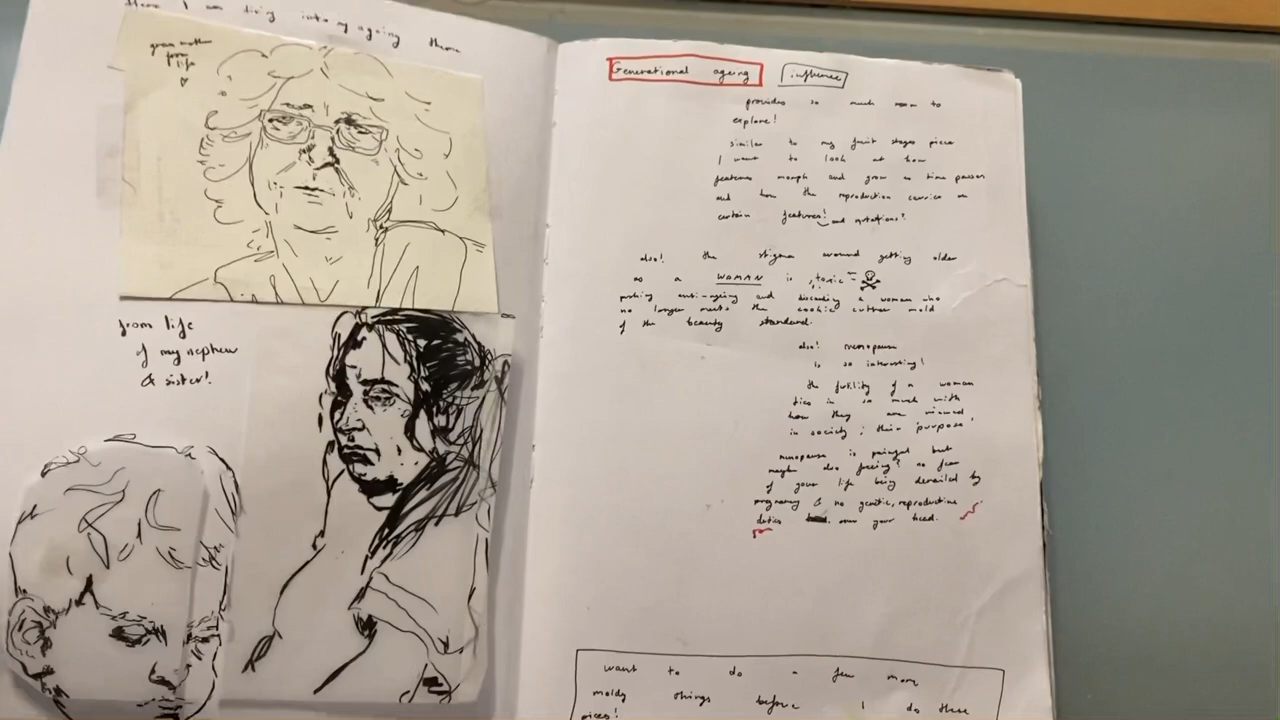 Here I am diving into my ageing theme
grandmother
from
life
from life
of my nephew
& sister!
Generational ageing
influence
provides so much room to
explore!
similar to my fruit stages piece
I want to look at how
features morph and grow as time passes
and how the reproduction carries on
certain features! and mutations?
also! the stigma around getting older
as a WOMAN is toxic
pushing anti-ageing and discarding a woman who
no longer meets the cookie cutter mold
of the beauty standard.
also! menopause
is so interesting!
the fertility of a woman
ties in so much with
how they are viewed
in society; their purpose,
menopause is painful but
maybe also freeing? no fear
of your life being derailed by
pregnancy & no genetic, reproductive
duties over your head.
want to do a few more
moldy things before I do these
pieces!